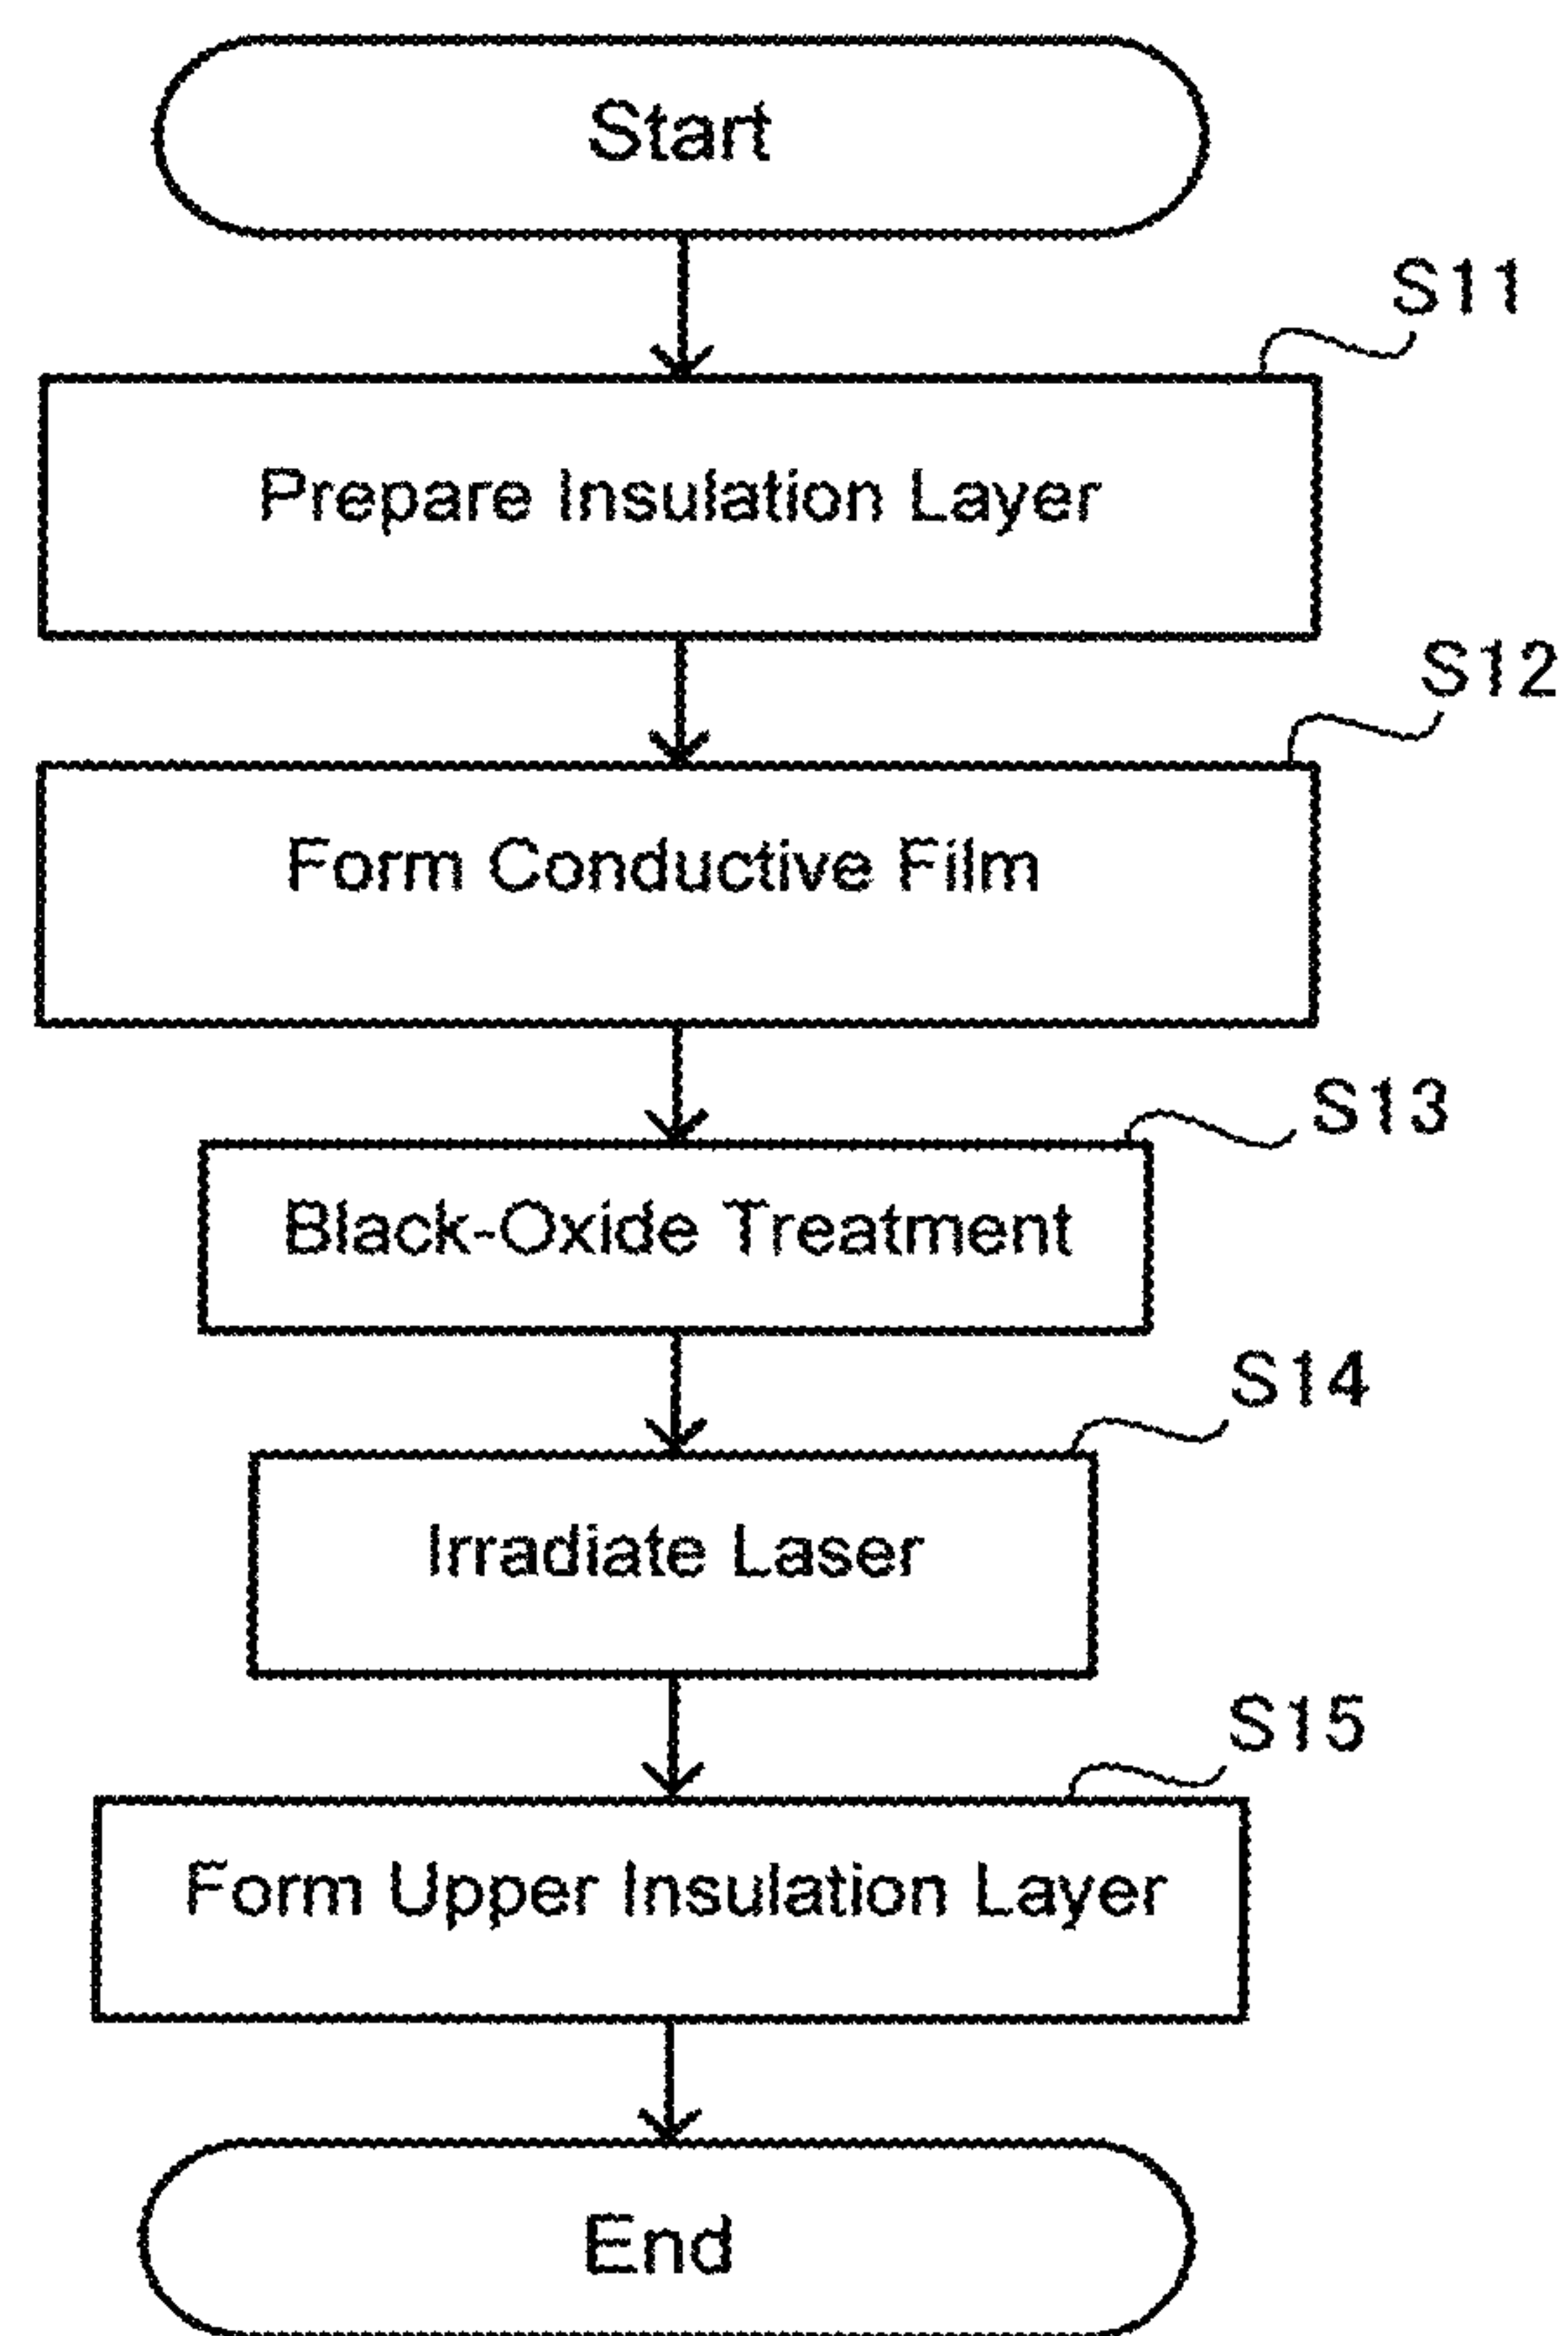 Start
S11
Prepare Insulation Layer
S12
Form Conductive Film
S13
Black-Oxide Treatment
S14
Irradiate Laser
S15
Form Upper Insulation Layer
End